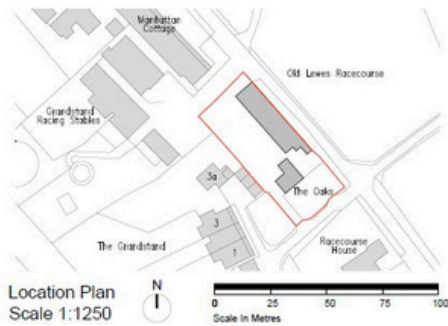 Manhattan
Cottage
Old Lewes Racecourse
Grandstand
Racing Stables
3a
The Oaks
3
The Grandstand
1
Racecourse
House
Location Plan
Scale 1:1250
N
0 25 50 75 100
Scale In Metres